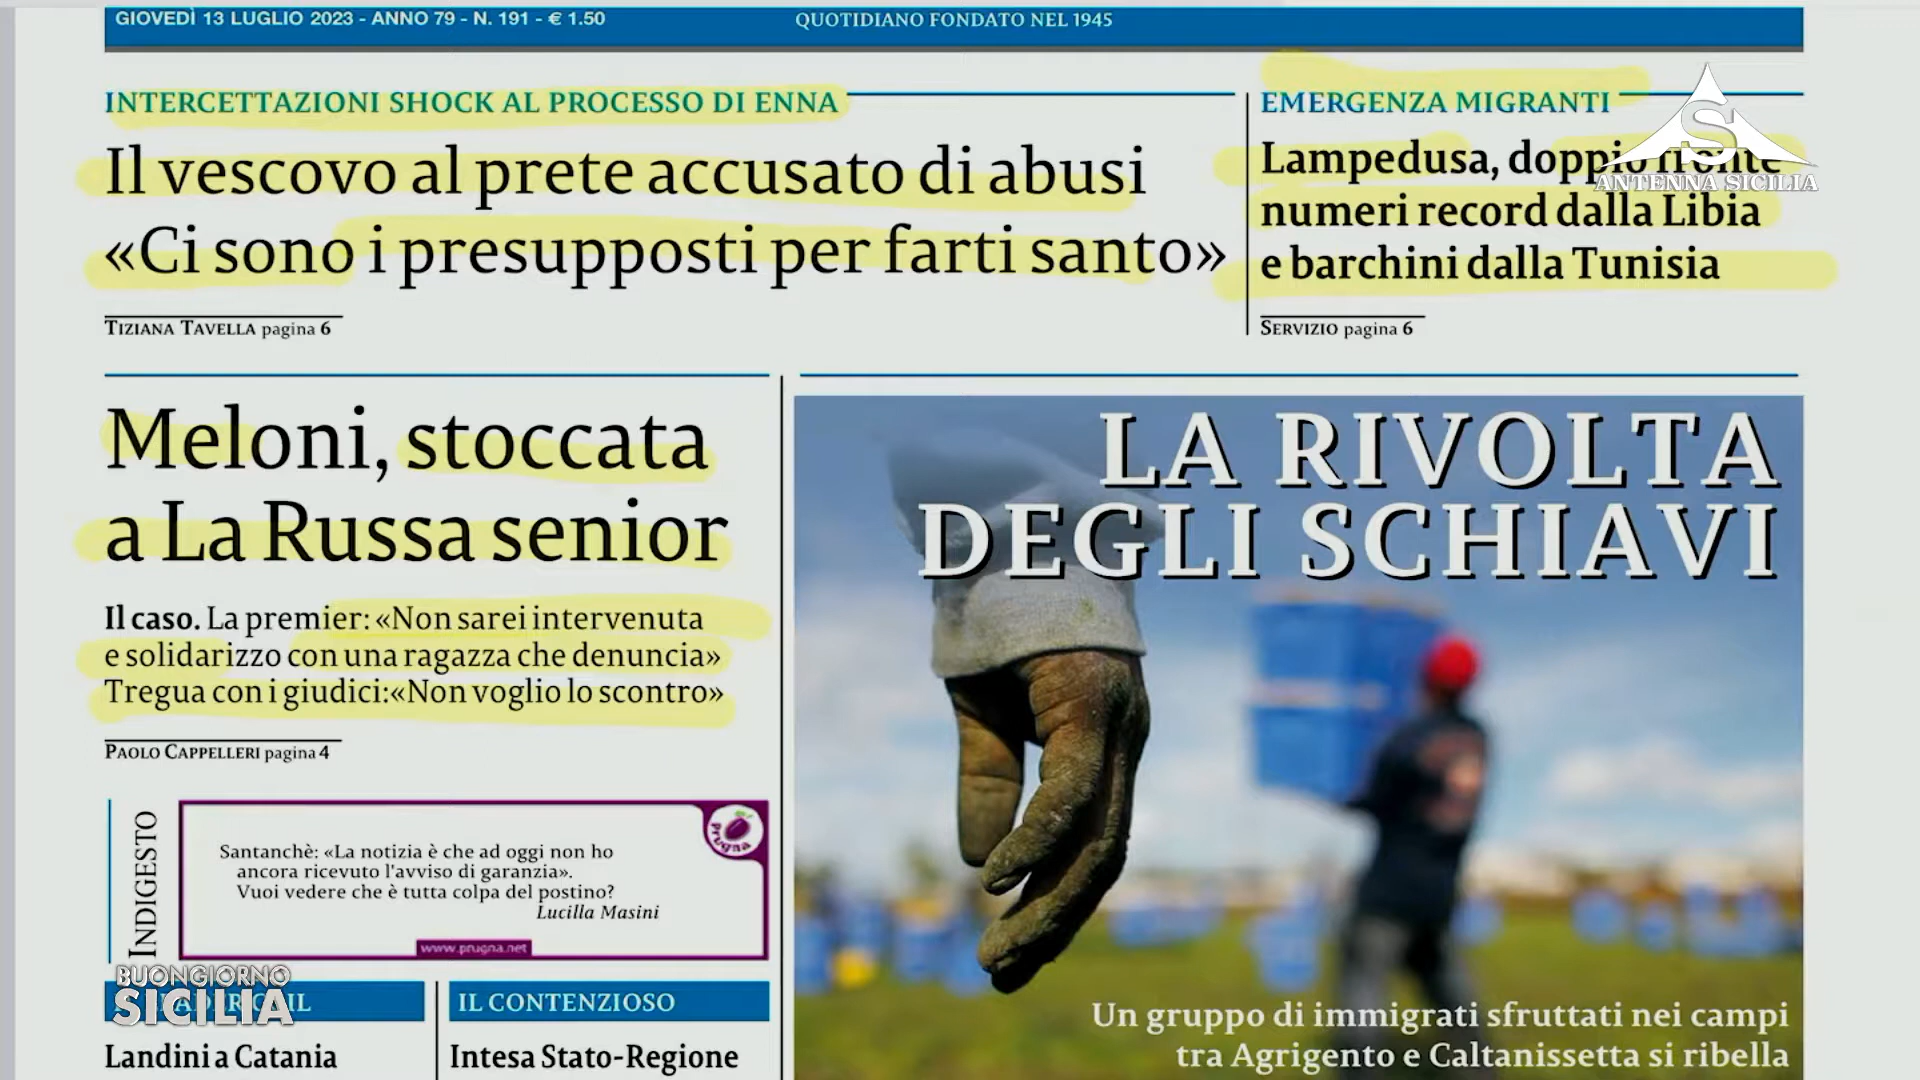 GIOVEDÌ 13 LUGLIO 2023 - ANNO 79 - N. 191 - € 1.50
QUOTIDIANO FONDATO NEL 1945
INTERCETTAZIONI SHOCK AL PROCESSO DI ENNA
Il vescovo al prete accusato di abusi
«Ci sono i presupposti per farti santo»
TIZIANA TAVELLA pagina 6
EMERGENZA MIGRANTI
Lampedusa, doppio fronte
numeri record dalla Libia
e barchini dalla Tunisia
SERVIZIO pagina 6
S
ANTENNA SICILIA
Meloni, stoccata
a La Russa senior
Il caso. La premier: «Non sarei intervenuta
e solidarizzo con una ragazza che denuncia»
Tregua con i giudici:«Non voglio lo scontro»
PAOLO CAPPELLERI pagina 4
LA RIVOLTA
DEGLI SCHIAVI
Un gruppo di immigrati sfruttati nei campi
tra Agrigento e Caltanissetta si ribella
INDIGESTO
Prugna
Santanchè: «La notizia è che ad oggi non ho
ancora ricevuto l'avviso di garanzia».
Vuoi vedere che è tutta colpa del postino?
Lucilla Masini
www.prugna.net
BUONGIORNO
SICILIA
IL CONTENZIOSO
Landini a Catania
Intesa Stato-Regione